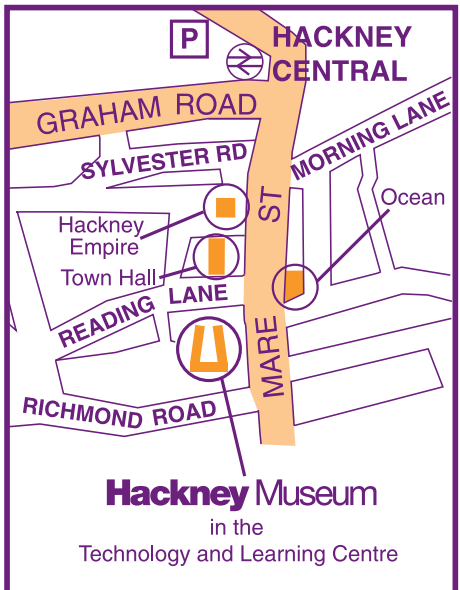 P
HACKNEY
CENTRAL
GRAHAM ROAD
SYLVESTER RD
MORNING LANE
Ocean
Hackney
Empire
Town Hall
READING LANE
MARE ST
RICHMOND ROAD
Hackney Museum
in the
Technology and Learning Centre